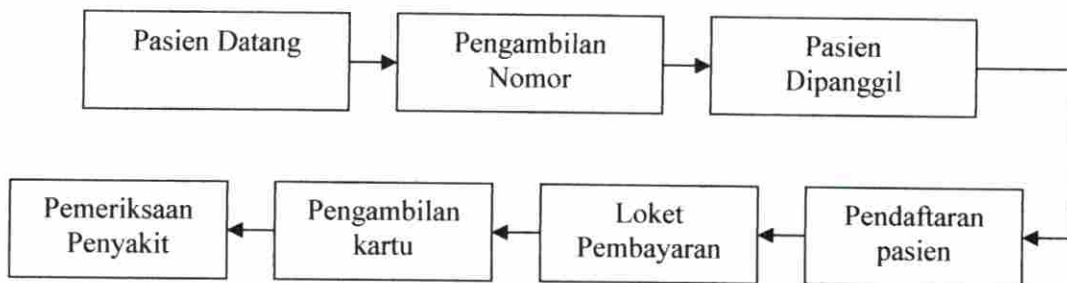 Pasien Datang
Pengambilan
Nomor
Pasien
Dipanggil
Pendaftaran
pasien
Loket
Pembayaran
Pengambilan
kartu
Pemeriksaan
Penyakit